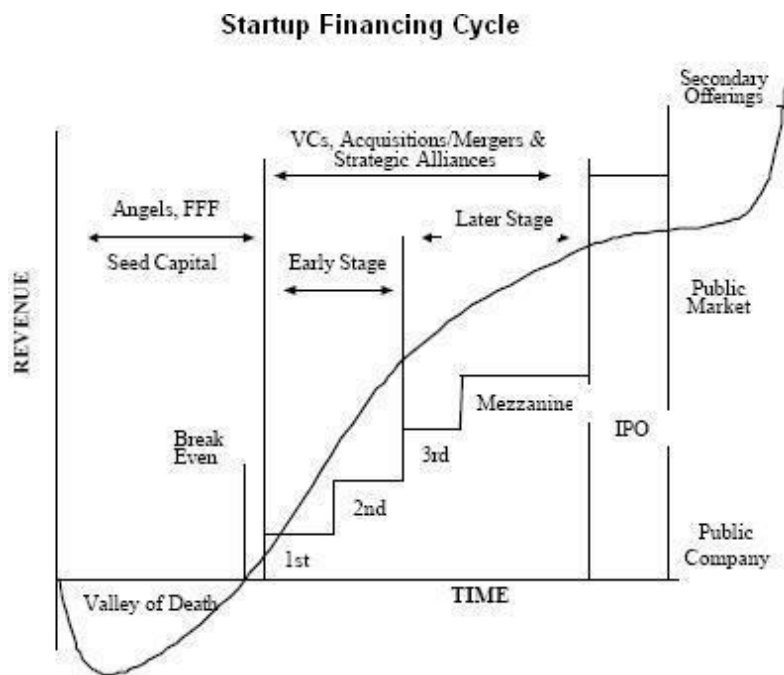 Startup Financing Cycle
Secondary
Offerings
VCs, Acquisitions/Mergers &
Strategic Alliances
Angels, FFF
Seed Capital
Early Stage
Later Stage
Public
Market
REVENUE
Break
Even
Mezzanine
IPO
3rd
2nd
1st
Public
Company
Valley of Death
TIME